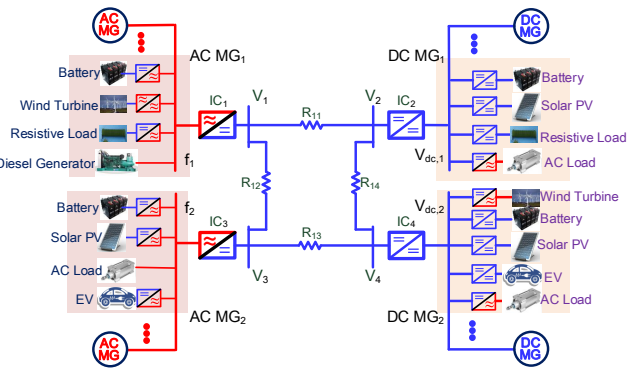 AC
MG
DC
MG
AC MG1
DC MG1
Battery
Wind Turbine
Resistive Load
Diesel Generator
f1
IC1
V1
R11
V2
IC2
Battery
Solar PV
Resistive Load
Vdc,1
AC Load
R12
R14
f2
Battery
Solar PV
AC Load
EV
IC3
V3
R13
V4
IC4
Vdc,2
Wind Turbine
Battery
Solar PV
EV
AC Load
AC MG2
DC MG2
AC
MG
DC
MG